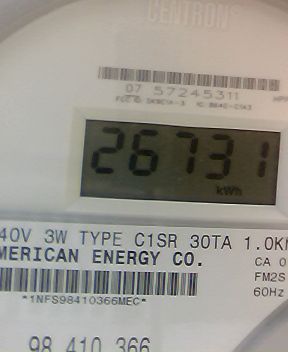 CENTRON®
07 57245311
26731
kWh
40V 3W TYPE C1SR 30TA 1.0K
MERICAN ENERGY CO.
CA 0
FM2S
60Hz
*1NFS98410366MEC*
98 410 366